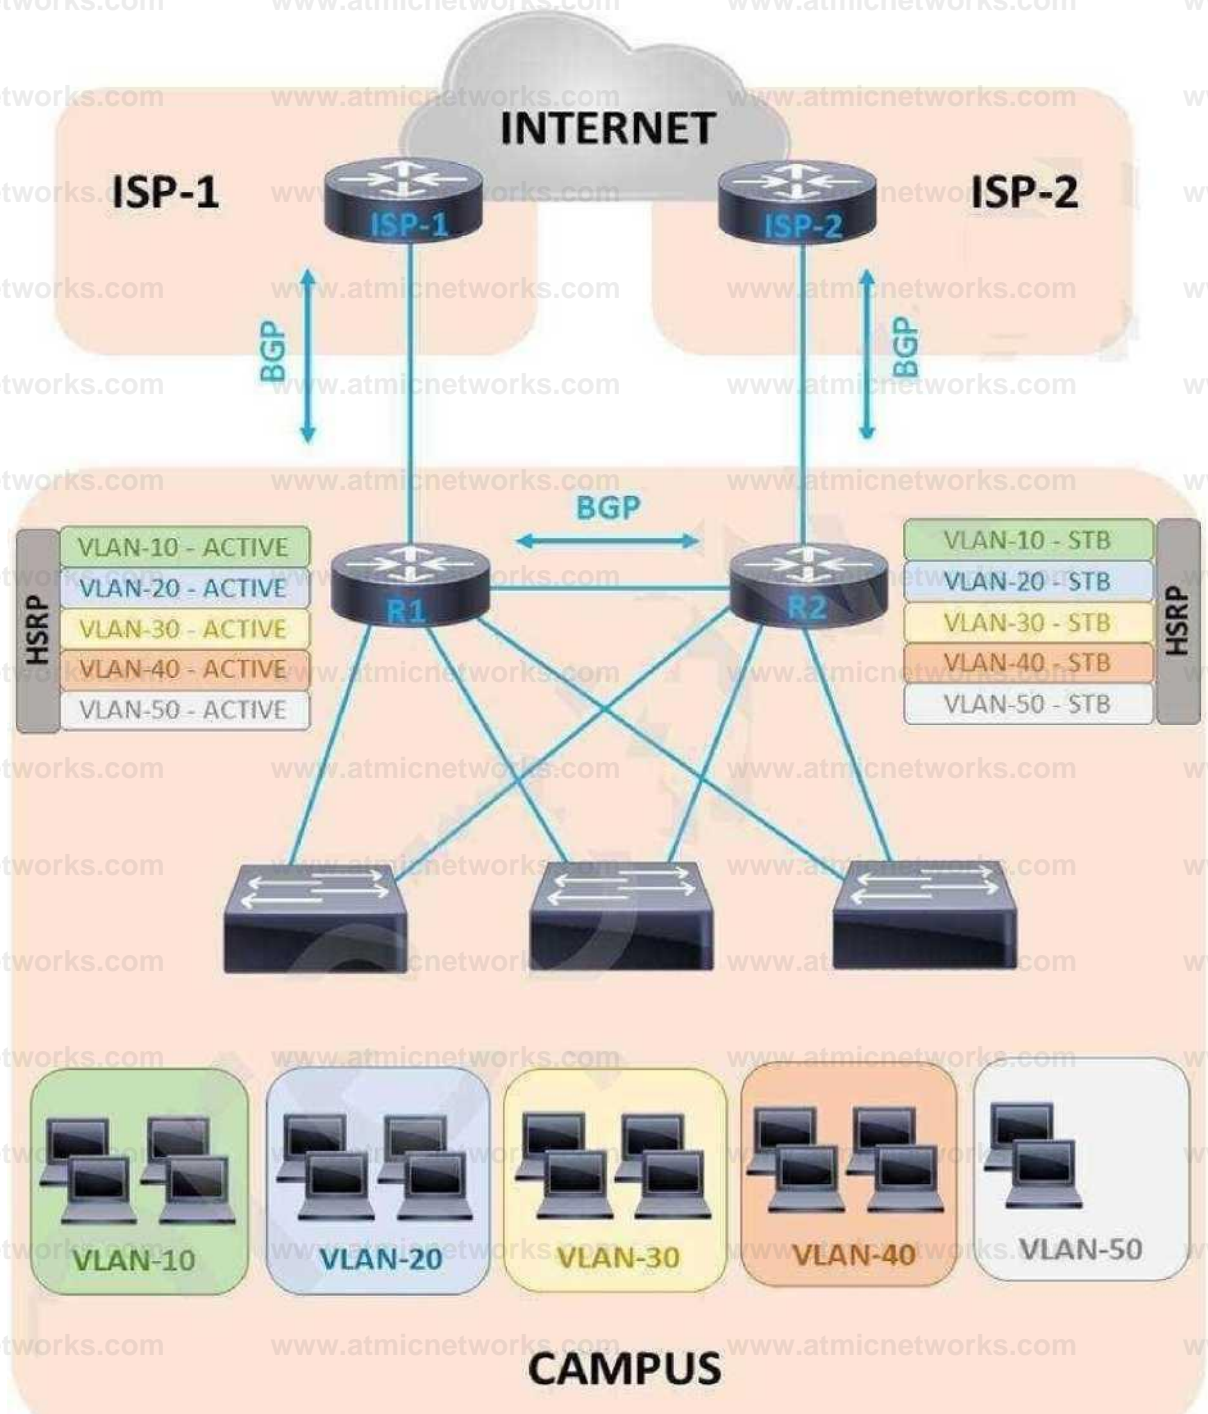 INTERNET
ISP-1
ISP-1
ISP-2
ISP-2
BGP
BGP
BGP
HSRP
VLAN-10 - ACTIVE
VLAN-20 - ACTIVE
VLAN-30 - ACTIVE
VLAN-40 - ACTIVE
VLAN-50 - ACTIVE
R1
R2
VLAN-10 - STB
VLAN-20 - STB
VLAN-30 - STB
VLAN-40 - STB
VLAN-50 - STB
HSRP
VLAN-10
VLAN-20
VLAN-30
VLAN-40
VLAN-50
CAMPUS
www.atmicnetworks.com